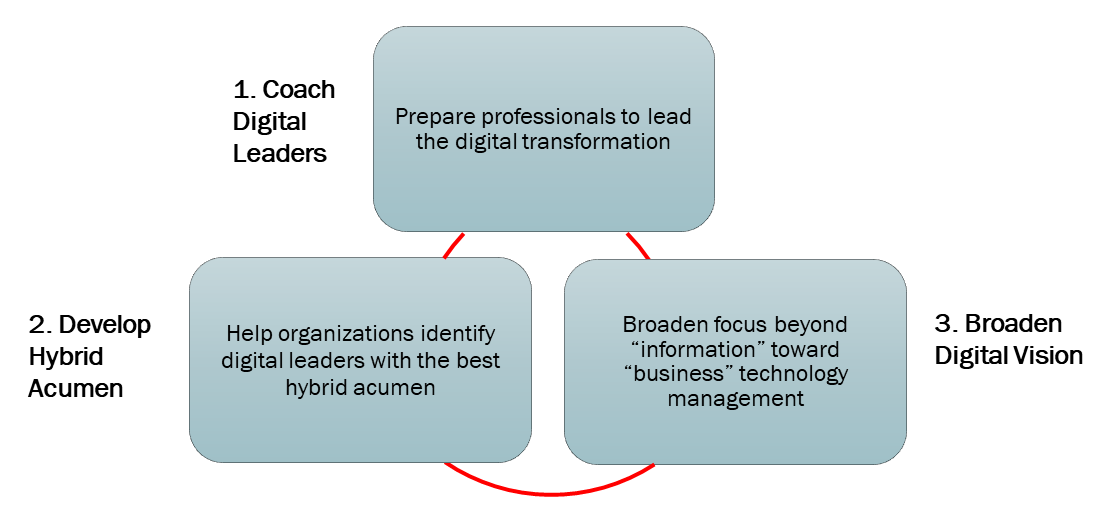 1. Coach
Digital
Leaders
Prepare professionals to lead
the digital transformation
2. Develop
Hybrid
Acumen
Help organizations identify
digital leaders with the best
hybrid acumen
Broaden focus beyond
“information” toward
“business” technology
management
3. Broaden
Digital Vision